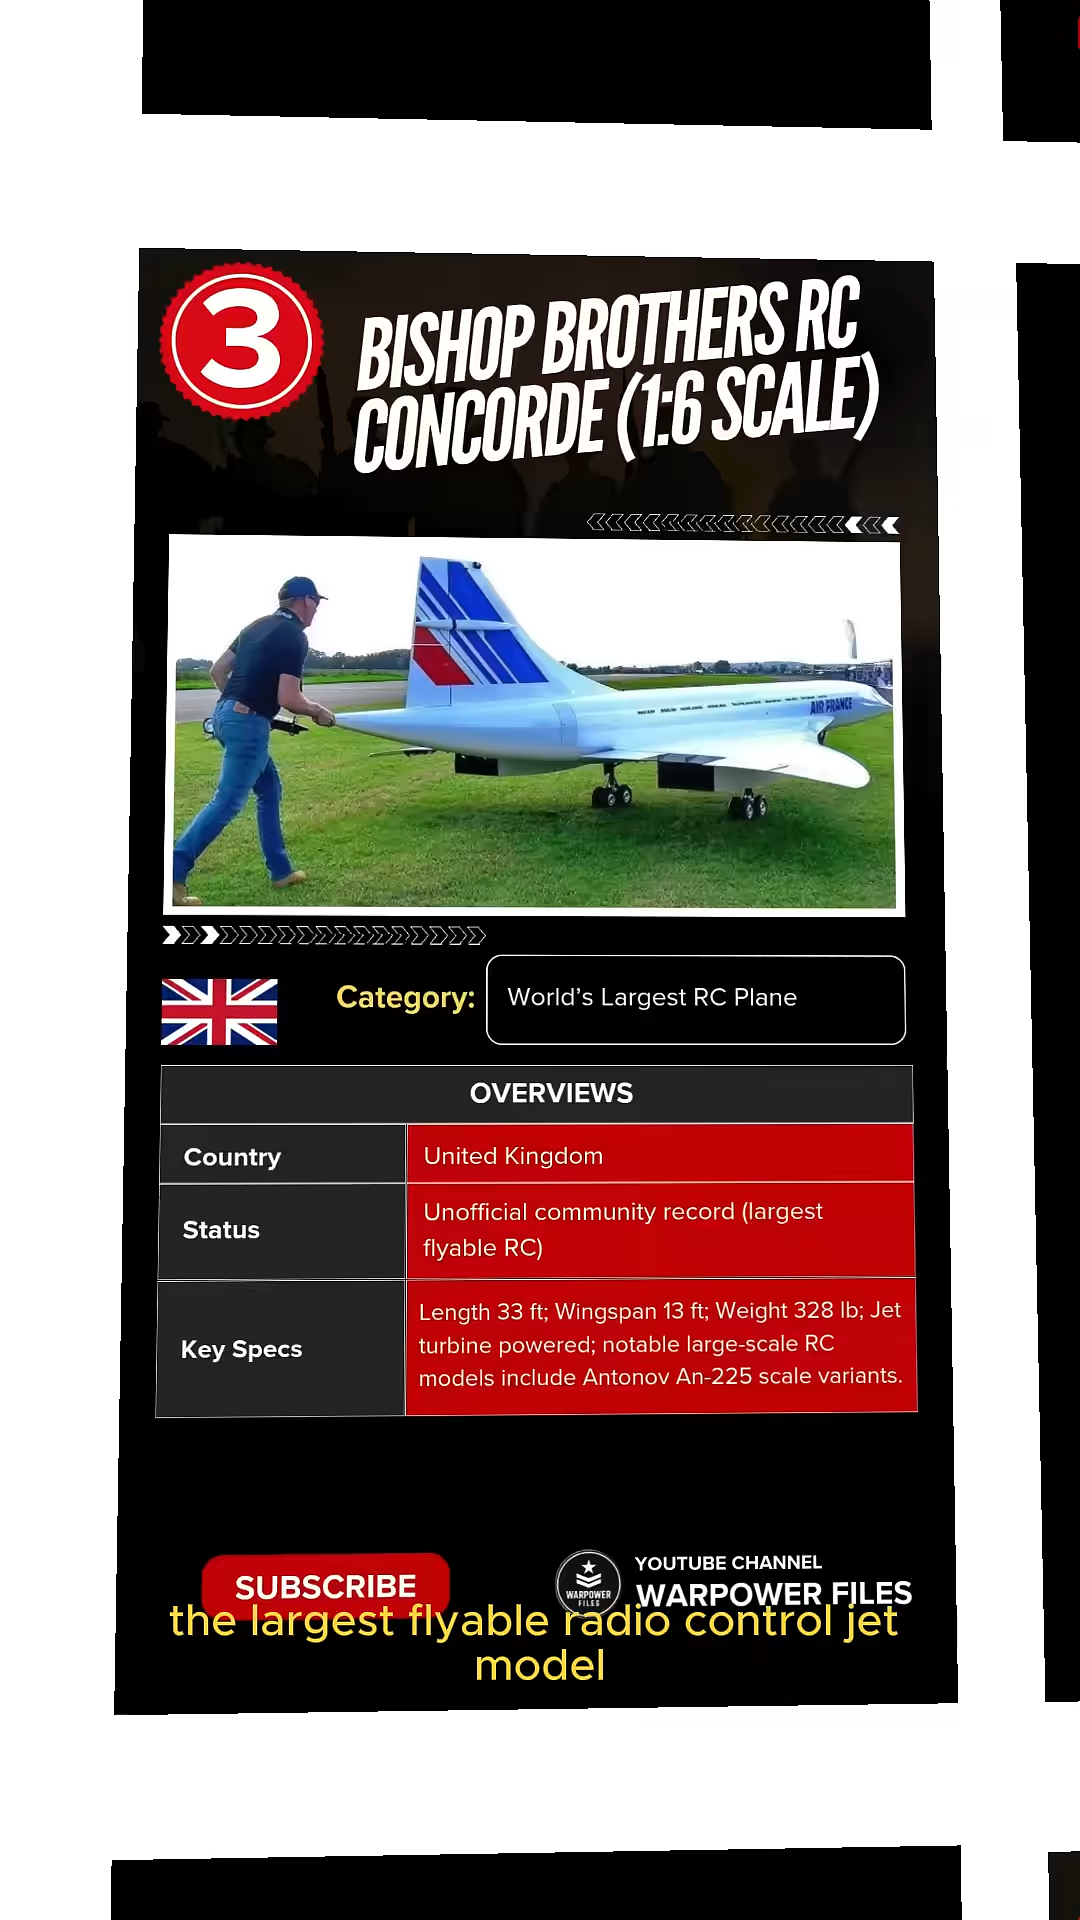 3
BISHOP BROTHERS RC
CONCORDE (1:6 SCALE)
AIR FRANCE
Category:
World's Largest RC Plane
OVERVIEWS
Country
United Kingdom
Status
Unofficial community record (largest
flyable RC)
Key Specs
Length 33 ft; Wingspan 13 ft; Weight 328 lb; Jet
turbine powered; notable large-scale RC
models include Antonov An-225 scale variants.
SUBSCRIBE
WARPOWER
FILES
YOUTUBE CHANNEL
WARPOWER FILES
the largest flyable radio control jet
model